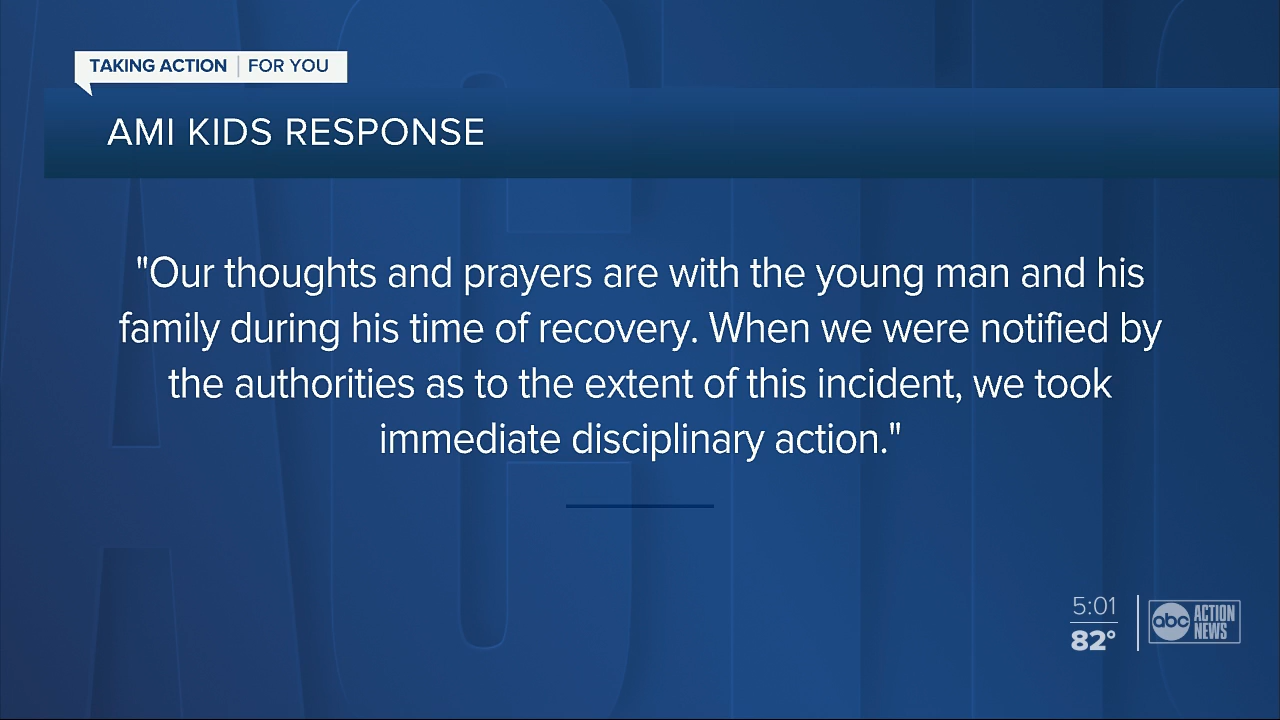 TAKING ACTION | FOR YOU
AMI KIDS RESPONSE
"Our thoughts and prayers are with the young man and his
family during his time of recovery. When we were notified by
the authorities as to the extent of this incident, we took
immediate disciplinary action."
5:01
82°
abc
ACTION
NEWS